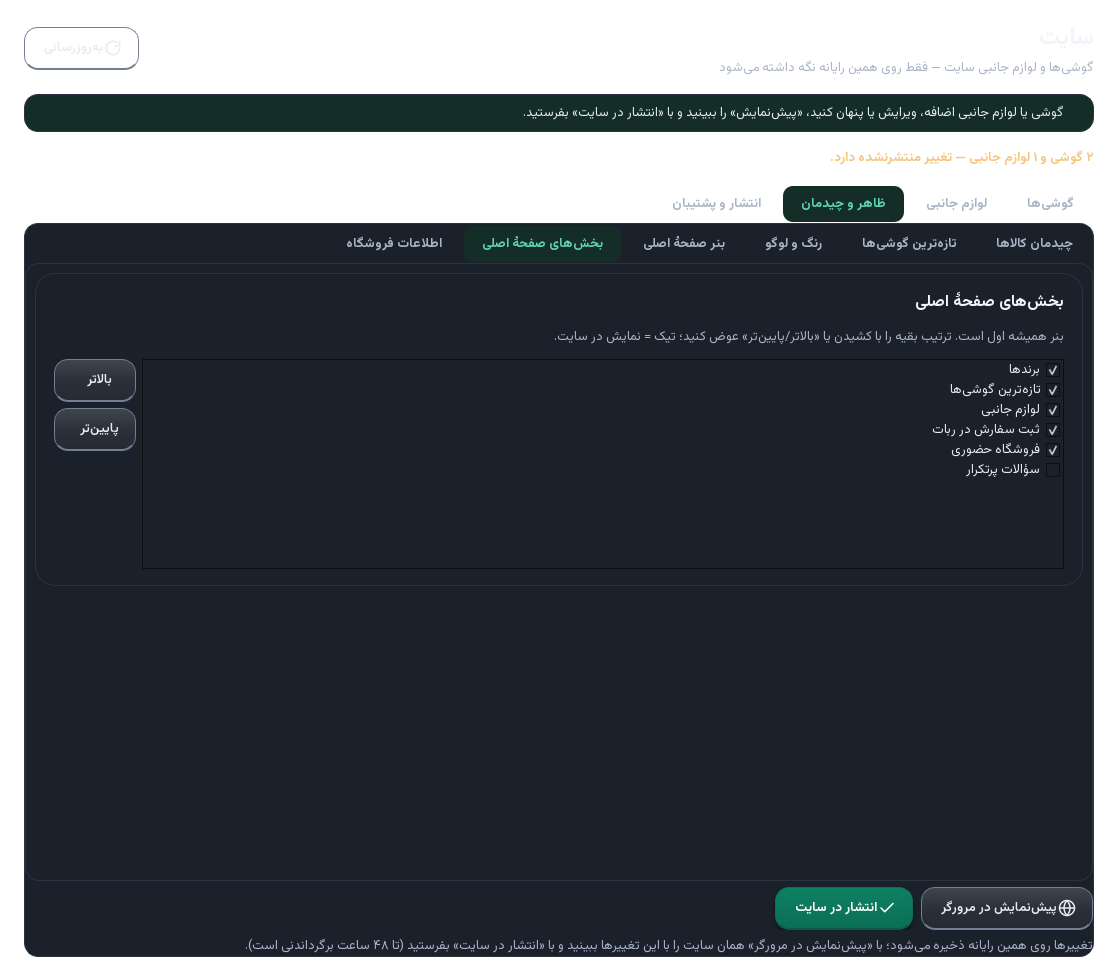 سایت
به‌روزرسانی
گوشی‌ها و لوازم جانبی سایت — فقط روی همین رایانه نگه داشته می‌شود
گوشی یا لوازم جانبی اضافه، ویرایش یا پنهان کنید، «پیش‌نمایش» را ببینید و با «انتشار در سایت» بفرستید.
۲ گوشی و ۱ لوازم جانبی — تغییر منتشرنشده دارد.
گوشی‌ها لوازم جانبی ظاهر و چیدمان انتشار و پشتیبان
چیدمان کالاها تازه‌ترین گوشی‌ها رنگ و لوگو بنر صفحهٔ اصلی بخش‌های صفحهٔ اصلی اطلاعات فروشگاه
بخش‌های صفحهٔ اصلی
بنر همیشه اول است. ترتیب بقیه را با کشیدن یا «بالاتر/پایین‌تر» عوض کنید؛ تیک = نمایش در سایت.
برندها
تازه‌ترین گوشی‌ها
لوازم جانبی
ثبت سفارش در ربات
فروشگاه حضوری
سؤالات پرتکرار
بالاتر
پایین‌تر
پیش‌نمایش در مرورگر انتشار در سایت
تغییرها روی همین رایانه ذخیره می‌شود؛ با «پیش‌نمایش در مرورگر» همان سایت را با این تغییرها ببینید و با «انتشار در سایت» بفرستید (تا ۴۸ ساعت برگرداندنی است).